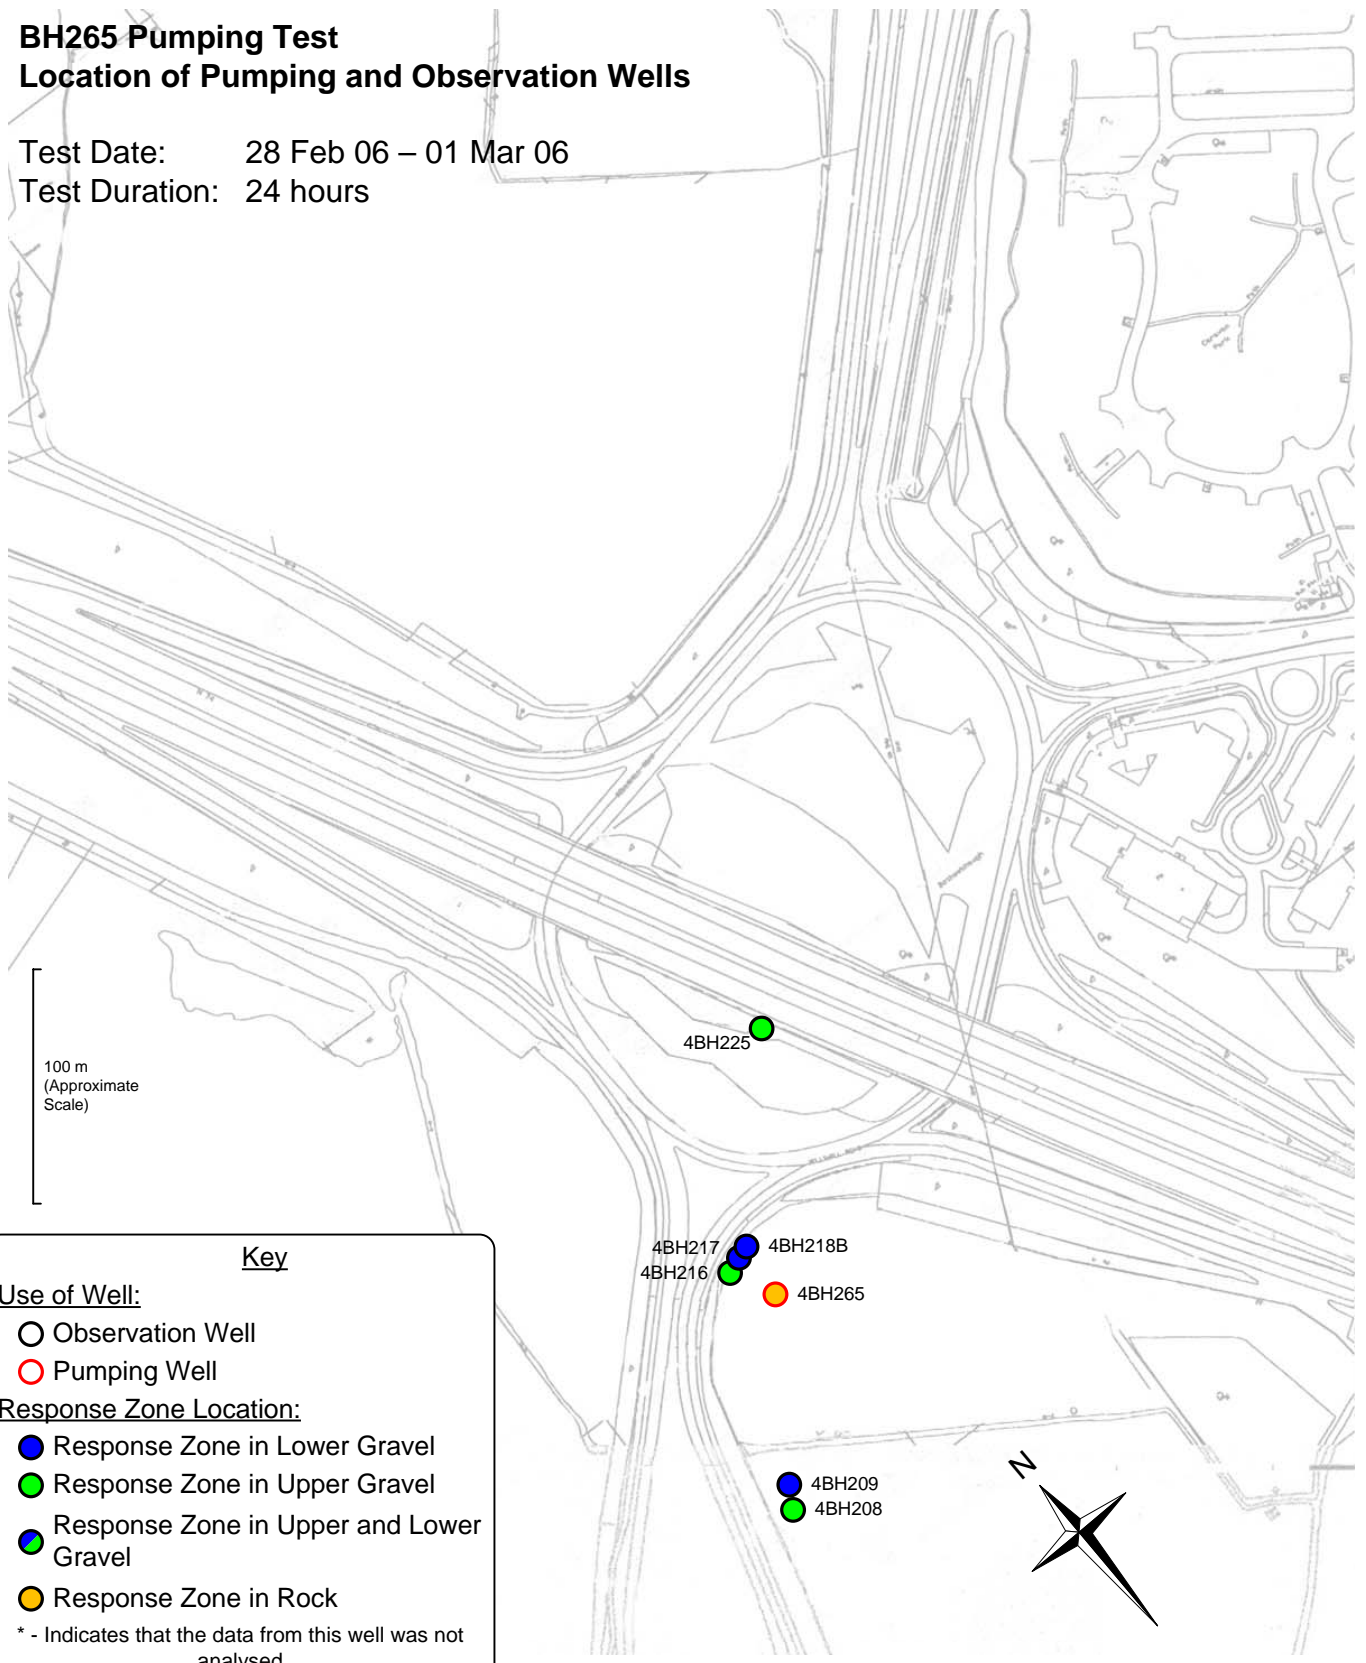 BH265 Pumping Test
Location of Pumping and Observation Wells
Test Date: 28 Feb 06 – 01 Mar 06
Test Duration: 24 hours
4BH225
100 m
(Approximate
Scale)
4BH217
4BH218B
4BH216
4BH265
Key
Use of Well:
Observation Well
Pumping Well
Response Zone Location:
Response Zone in Lower Gravel
Response Zone in Upper Gravel
Response Zone in Upper and Lower
Gravel
Response Zone in Rock
* - Indicates that the data from this well was not
analysed
N
4BH209
4BH208